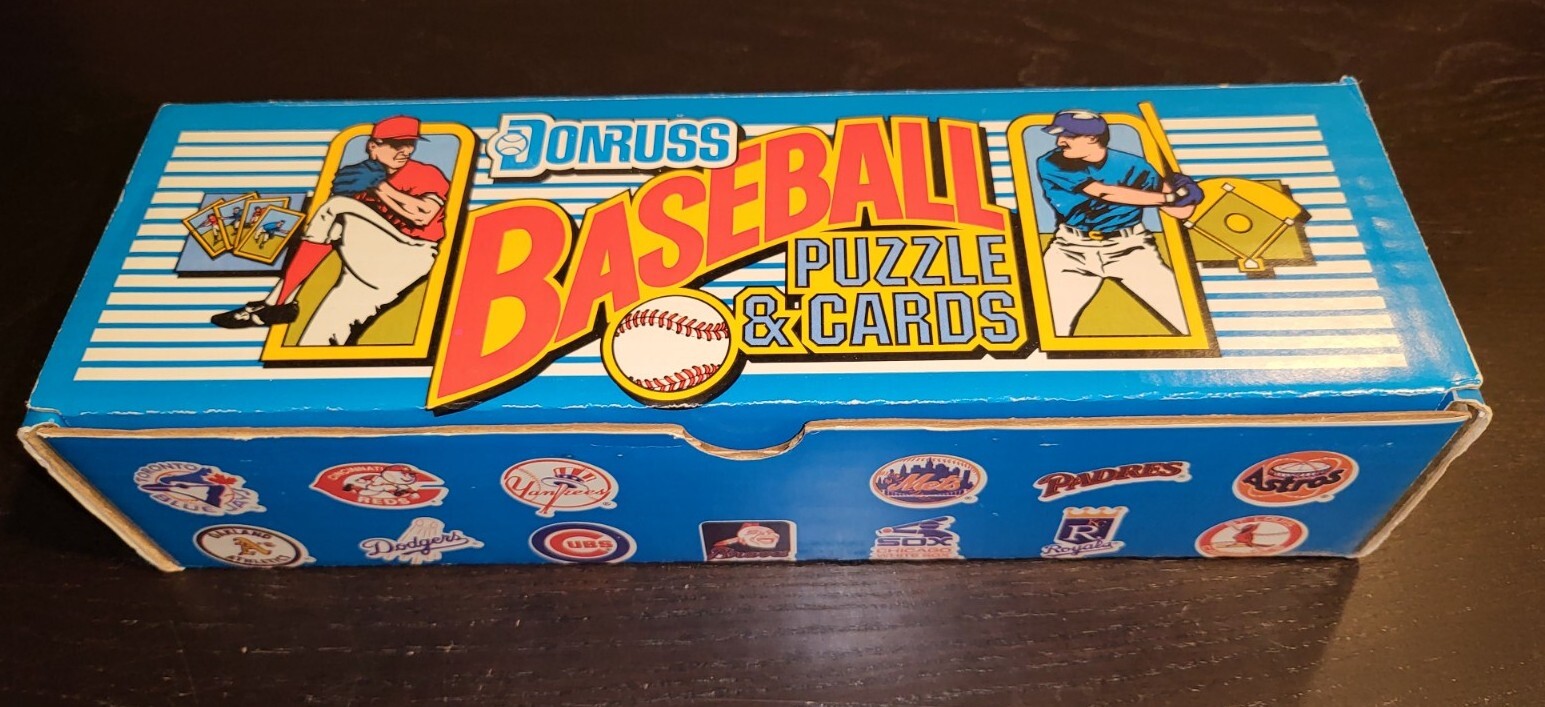 DONRUSS
BASEBALL
PUZZLE
& CARDS
TORONTO
BLUE JAYS
CINCINNATI
REDS
Yankees
Mets
PADRES
Astros
OAKLAND
ATHLETICS
Dodgers
CUBS
SOX
CHICAGO
WHITE SOX
R
Royals